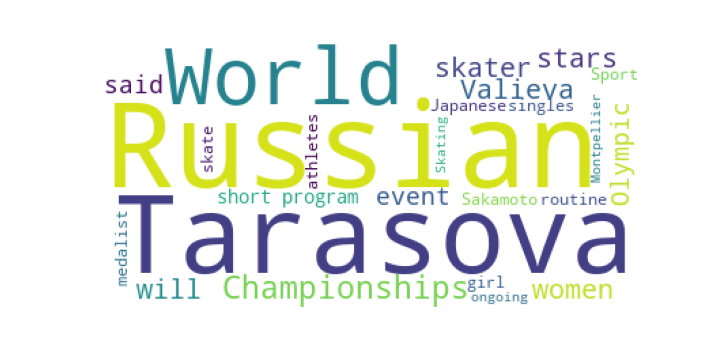 World
skater
stars
said
Valieva
Sport
Russian
Japanese
singles
skate
athletes
Skating
Montpellier
Olympic
short program
event
Sakamoto
routine
Tarasova
medalist
will
Championships
girl
ongoing
women